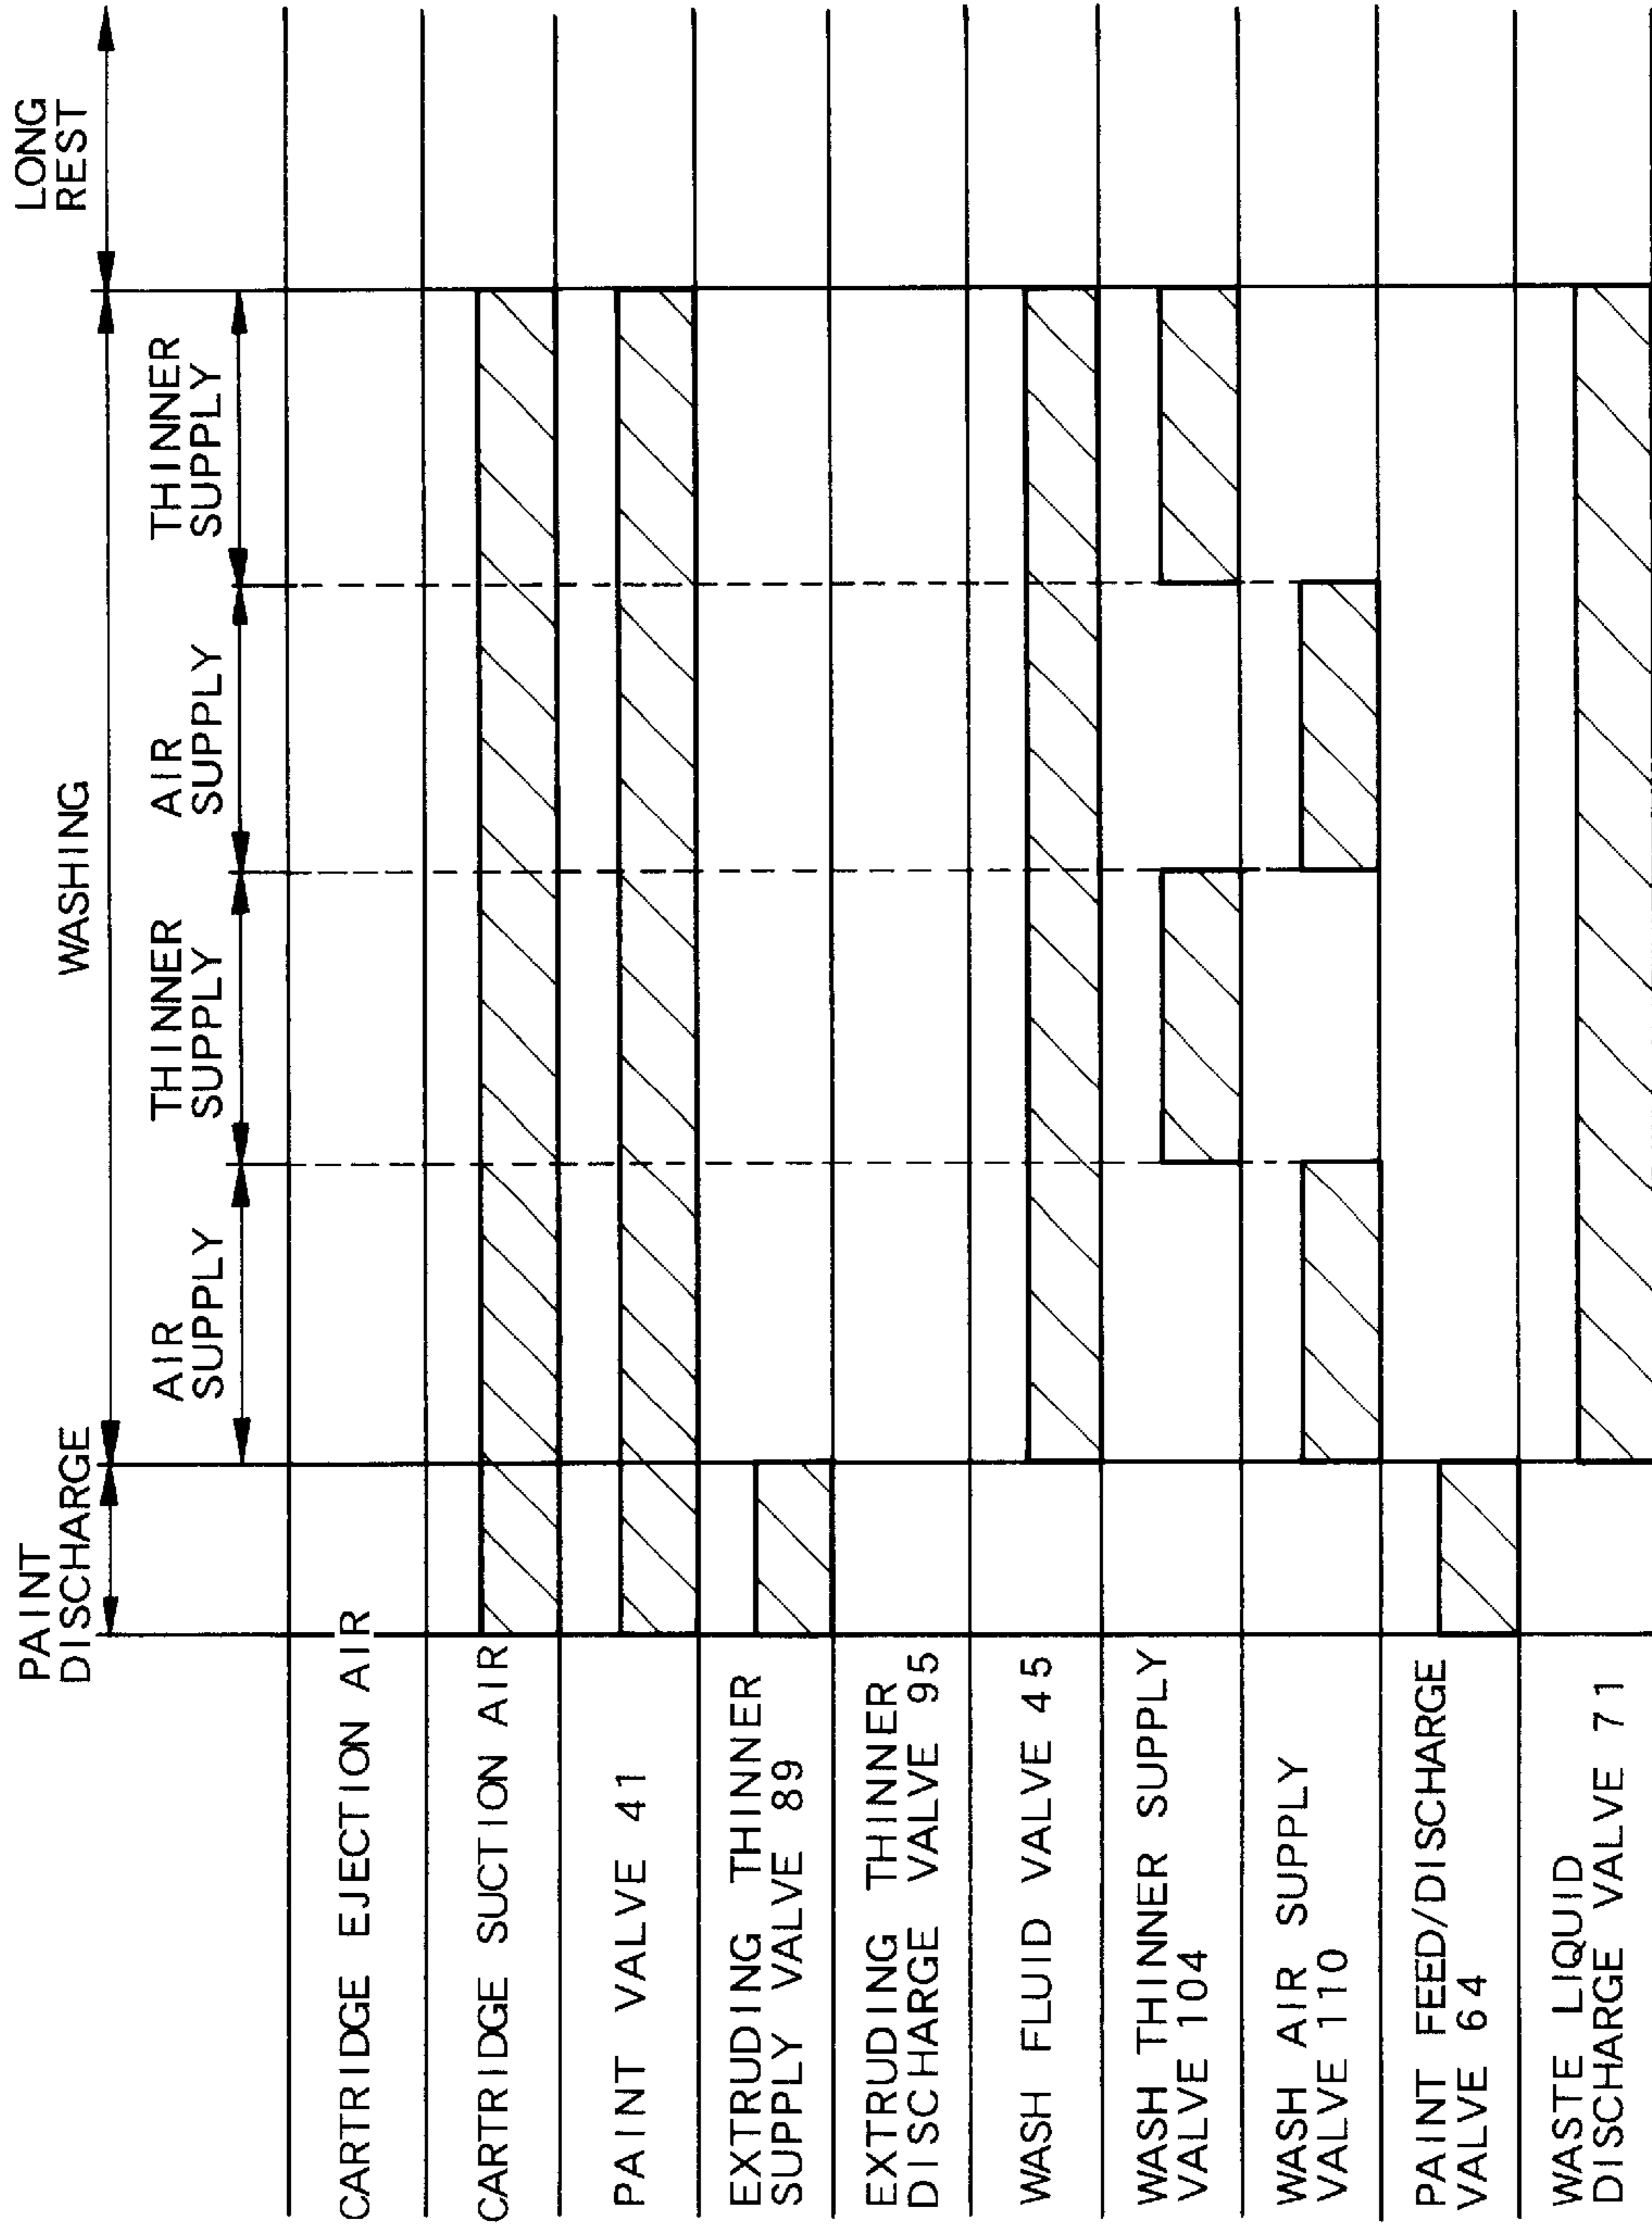 PAINT
DISCHARGE
WASHING
LONG
REST
AIR
SUPPLY
THINNER
SUPPLY
AIR
SUPPLY
THINNER
SUPPLY
CARTRIDGE EJECTION AIR
CARTRIDGE SUCTION AIR
PAINT VALVE 41
EXTRUDING THINNER
SUPPLY VALVE 89
EXTRUDING THINNER
DISCHARGE VALVE 95
WASH FLUID VALVE 45
WASH THINNER SUPPLY
VALVE 104
WASH AIR SUPPLY
VALVE 110
PAINT FEED/DISCHARGE
VALVE 64
WASTE LIQUID
DISCHARGE VALVE 71